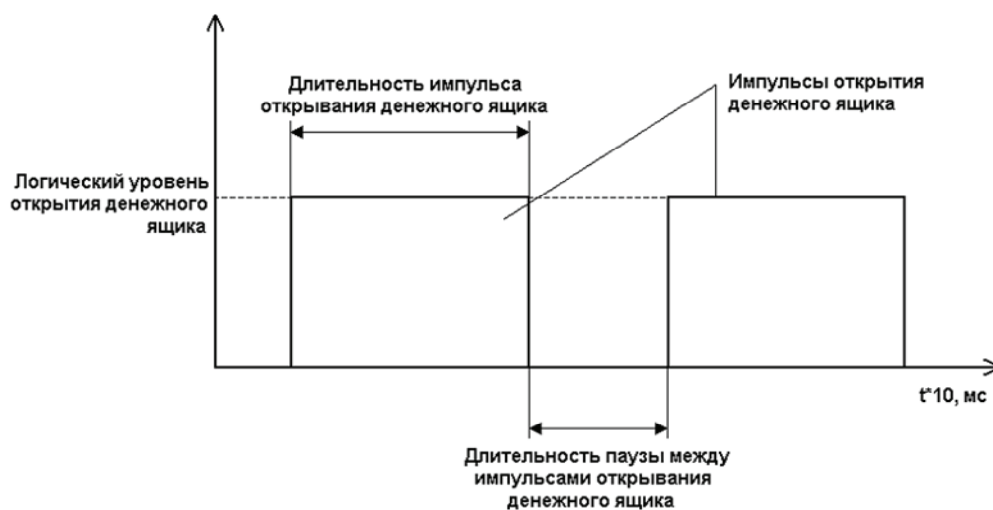 Длительность импульса
открывания денежного ящика
Импульсы открытия
денежного ящика
Логический уровень
открытия денежного
ящика
t*10, мс
Длительность паузы между
импульсами открывания
денежного ящика